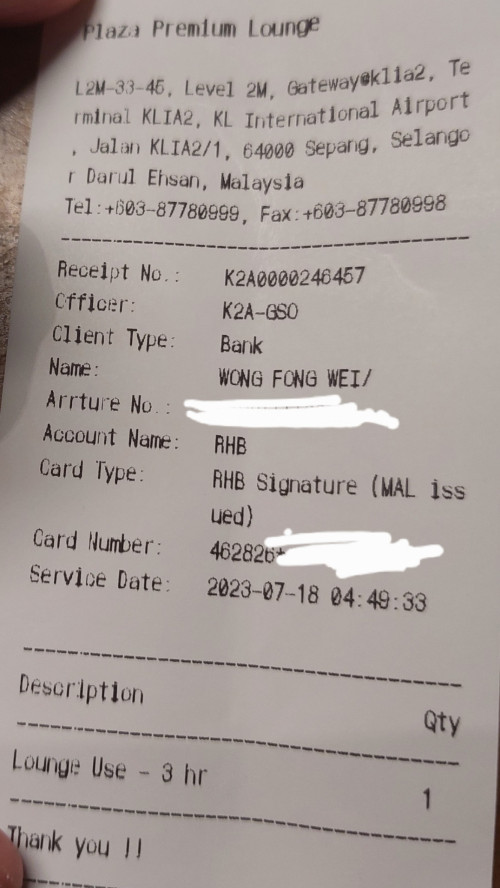 Plaza Premium Lounge
L2M-33-45, Level 2M, Gateway@klia2, Te
rminal KLIA2, KL International Airport
, Jalan KLIA2/1, 64000 Sepang, Selango
r Darul Ehsan, Malaysia
Tel:+603-87780999, Fax:+603-87780998
Receipt No.: K2A0000246457
Officer: K2A-GSO
Client Type: Bank
Name: WONG FONG WEI/
Arrture No.:
Account Name: RHB
Card Type: RHB Signature (MAL iss
ued)
Card Number: 462826*
Service Date: 2023-07-18 04:49:33
Description Qty
Lounge Use - 3 hr 1
Thank you !!